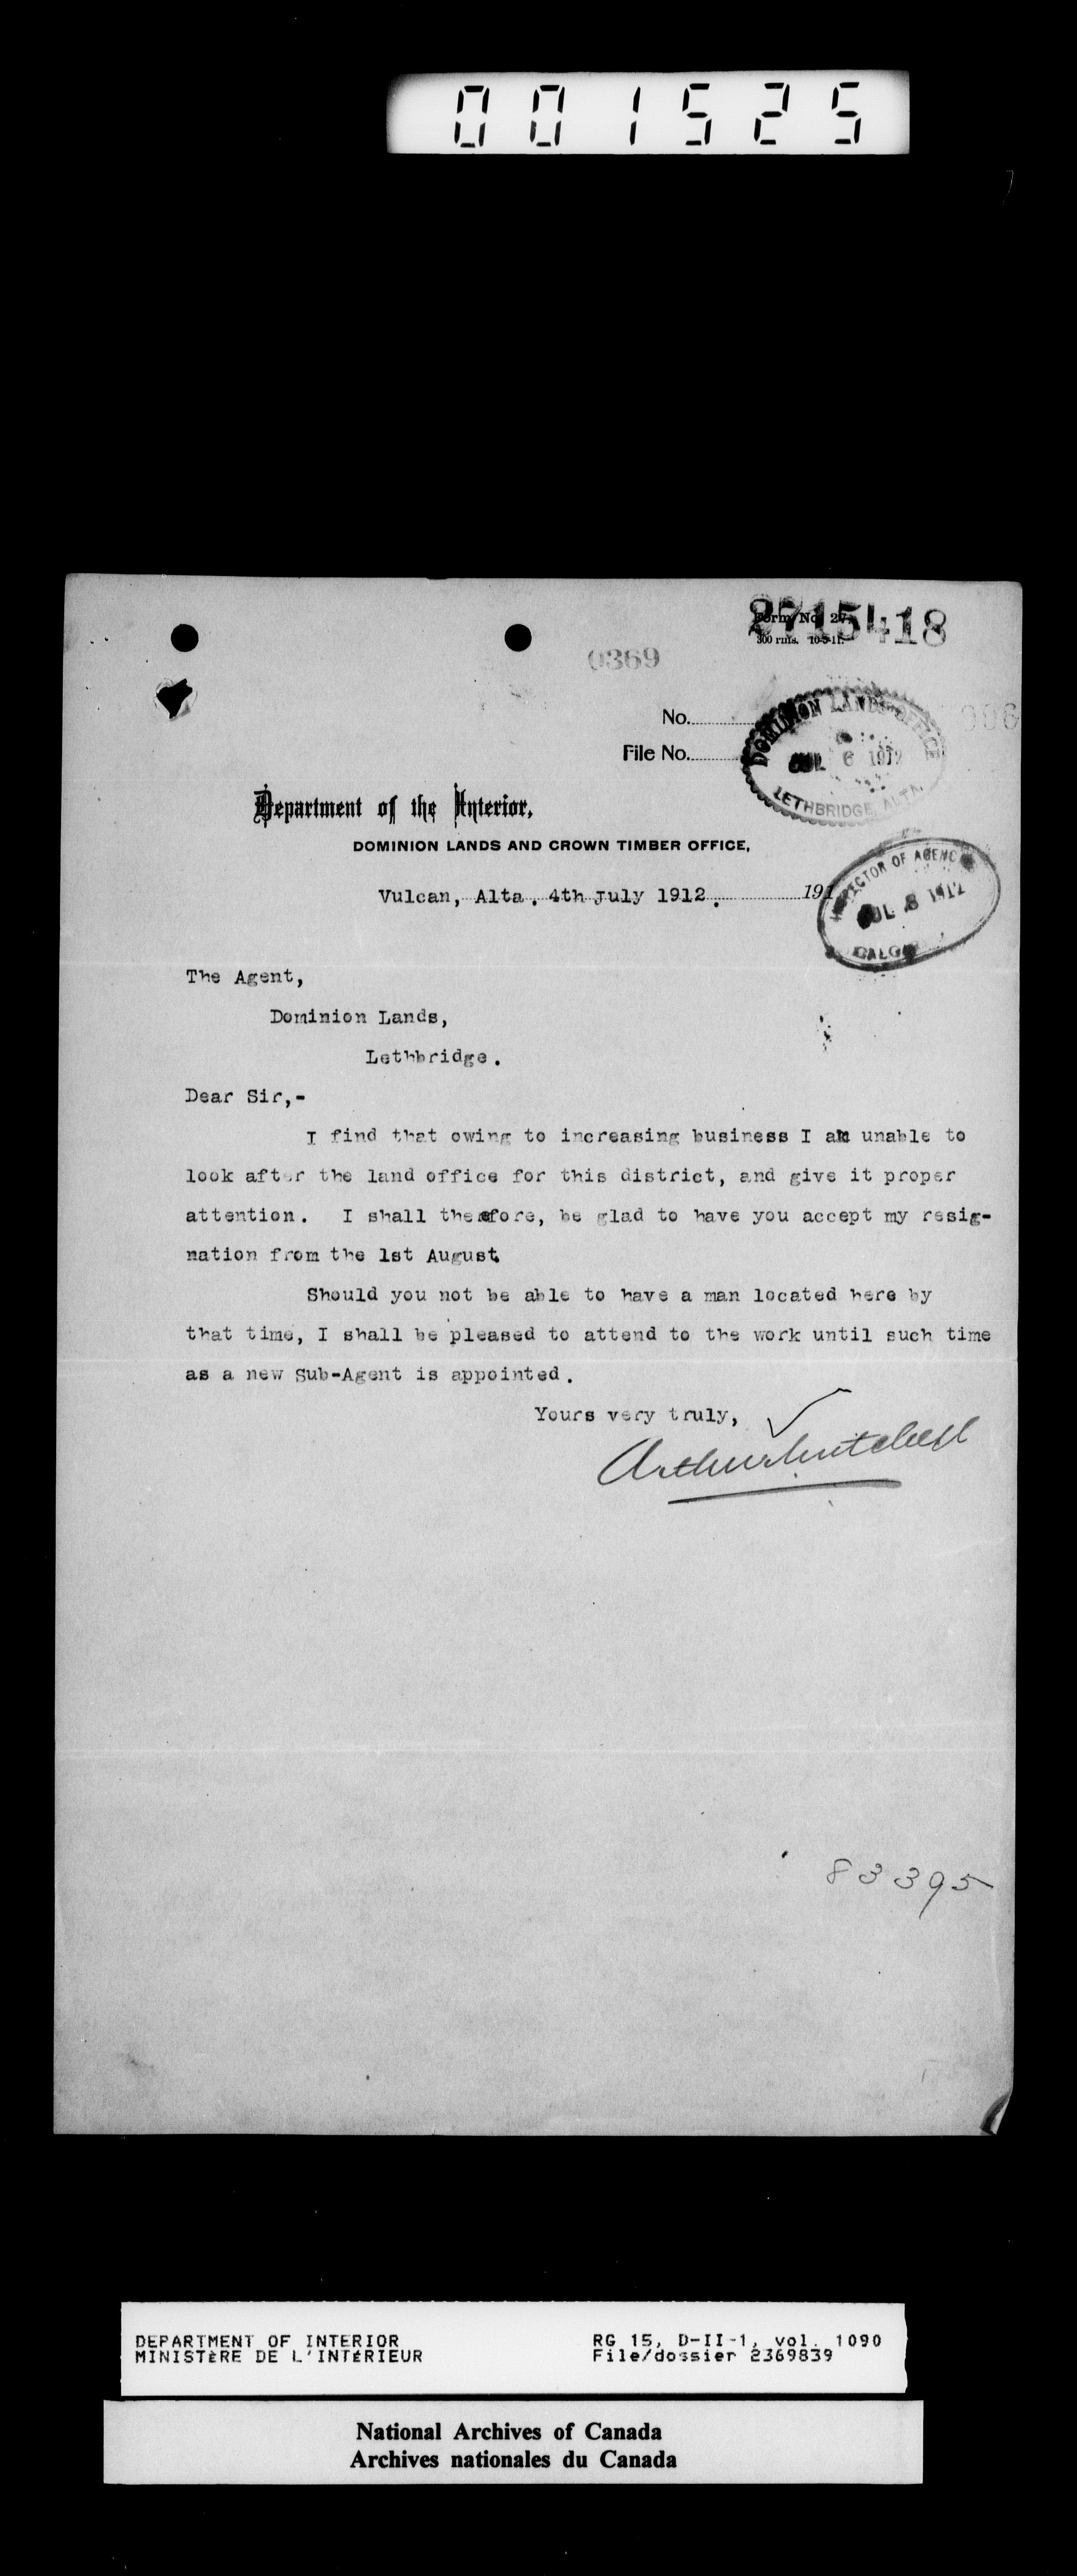 001525
2715418
Form No. 27.
300 rms. 10-5-11.
0369
No.
File No.
DOMINION LANDS OFFICE
JUL 6 1912
LETHBRIDGE, ALTA.
Department of the Interior,
DOMINION LANDS AND CROWN TIMBER OFFICE,
Vulcan, Alta. 4th July 1912. 191
INSPECTOR OF AGENCIES
JUL 8 1912
CALGARY
The Agent,
Dominion Lands,
Lethbridge.
Dear Sir,-
I find that owing to increasing business I am unable to
look after the land office for this district, and give it proper
attention. I shall therefore, be glad to have you accept my resig-
nation from the 1st August.
Should you not be able to have a man located here by
that time, I shall be pleased to attend to the work until such time
as a new Sub-Agent is appointed.
Yours very truly,
Arthur Mitchell
83395
DEPARTMENT OF INTERIOR
MINISTÈRE DE L'INTÉRIEUR
RG 15, D-II-1, vol. 1090
File/dossier 2369839
National Archives of Canada
Archives nationales du Canada